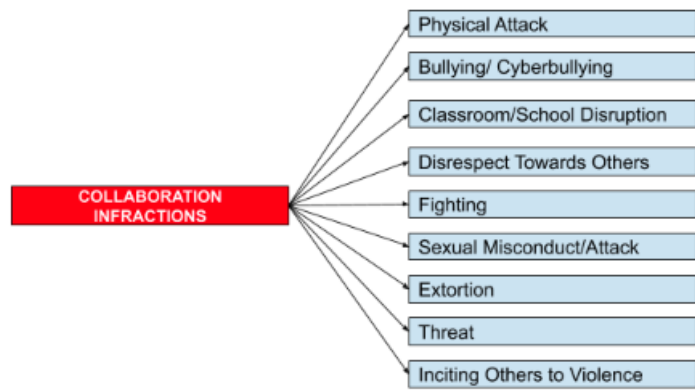 Physical Attack
Bullying/ Cyberbullying
Classroom/School Disruption
Disrespect Towards Others
COLLABORATION
INFRACTIONS
Fighting
Sexual Misconduct/Attack
Extortion
Threat
Inciting Others to Violence